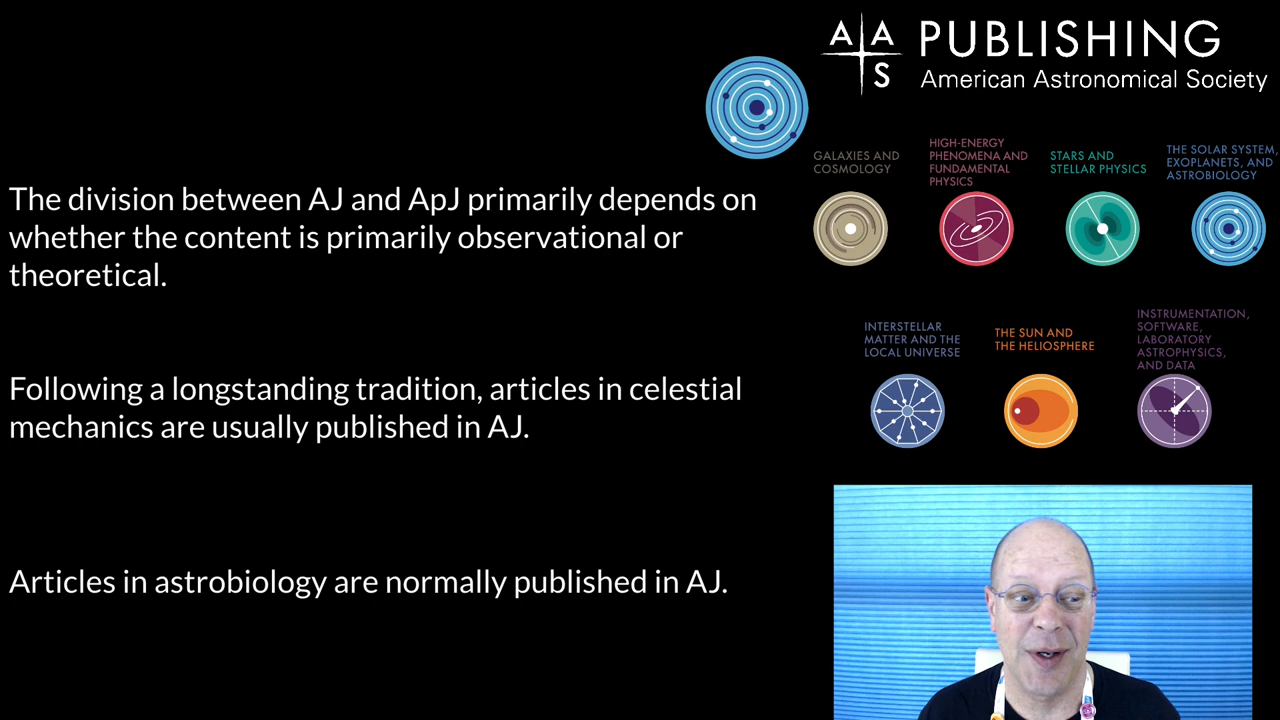 A A
S
PUBLISHING
American Astronomical Society
GALAXIES AND
COSMOLOGY
HIGH-ENERGY
PHENOMENA AND
FUNDAMENTAL
PHYSICS
STARS AND
STELLAR PHYSICS
THE SOLAR SYSTEM,
EXOPLANETS, AND
ASTROBIOLOGY
The division between AJ and ApJ primarily depends on
whether the content is primarily observational or
theoretical.
INTERSTELLAR
MATTER AND THE
LOCAL UNIVERSE
THE SUN AND
THE HELIOSPHERE
INSTRUMENTATION,
SOFTWARE,
LABORATORY
ASTROPHYSICS,
AND DATA
Following a longstanding tradition, articles in celestial
mechanics are usually published in AJ.
Articles in astrobiology are normally published in AJ.